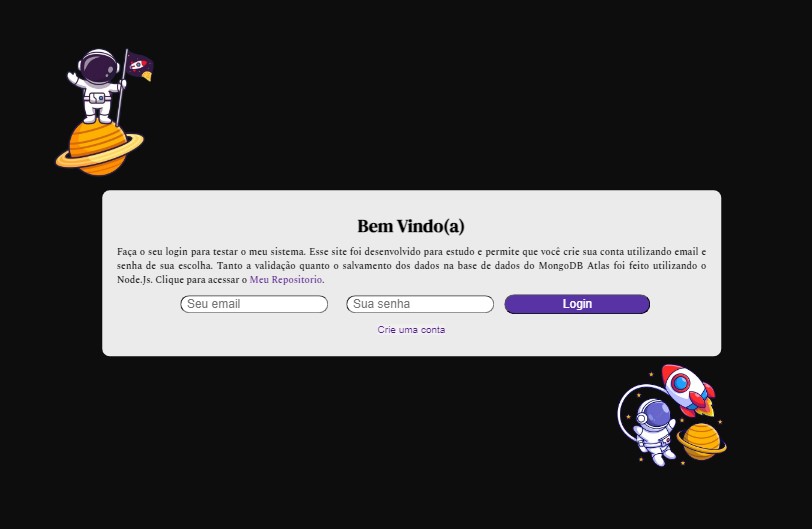 Bem Vindo(a)
Faça o seu login para testar o meu sistema. Esse site foi desenvolvido para estudo e permite que você crie sua conta utilizando email e
senha de sua escolha. Tanto a validação quanto o salvamento dos dados na base de dados do MongoDB Atlas foi feito utilizando o
Node.Js. Clique para acessar o Meu Repositorio.
Seu email Sua senha Login
Crie uma conta